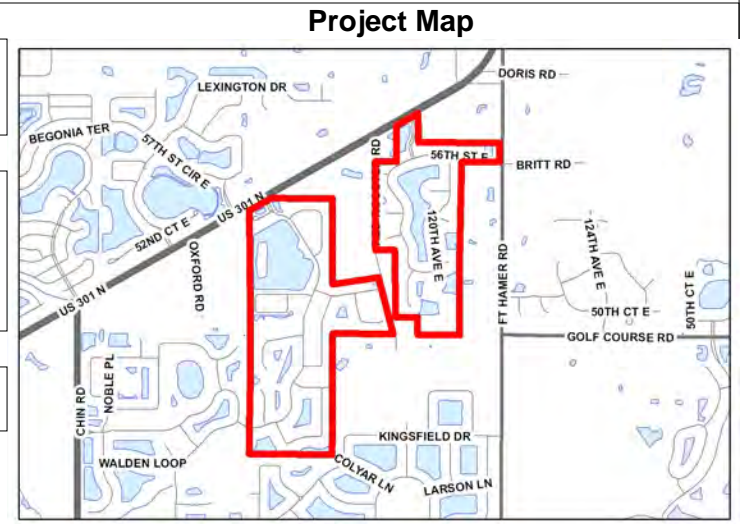 Project Map
DORIS RD
LEXINGTON DR
BEGONIA TER
57TH ST CIR E
RD
56TH ST E
BRITT RD
US 301 N
52ND CT E
120TH AVE E
124TH AVE E
OXFORD RD
FT HAMER RD
50TH CT E
US 301 N
50TH CT E
GOLF COURSE RD
NOBLE PL
CHIN RD
KINGSFIELD DR
WALDEN LOOP
COLYAR LN
LARSON LN